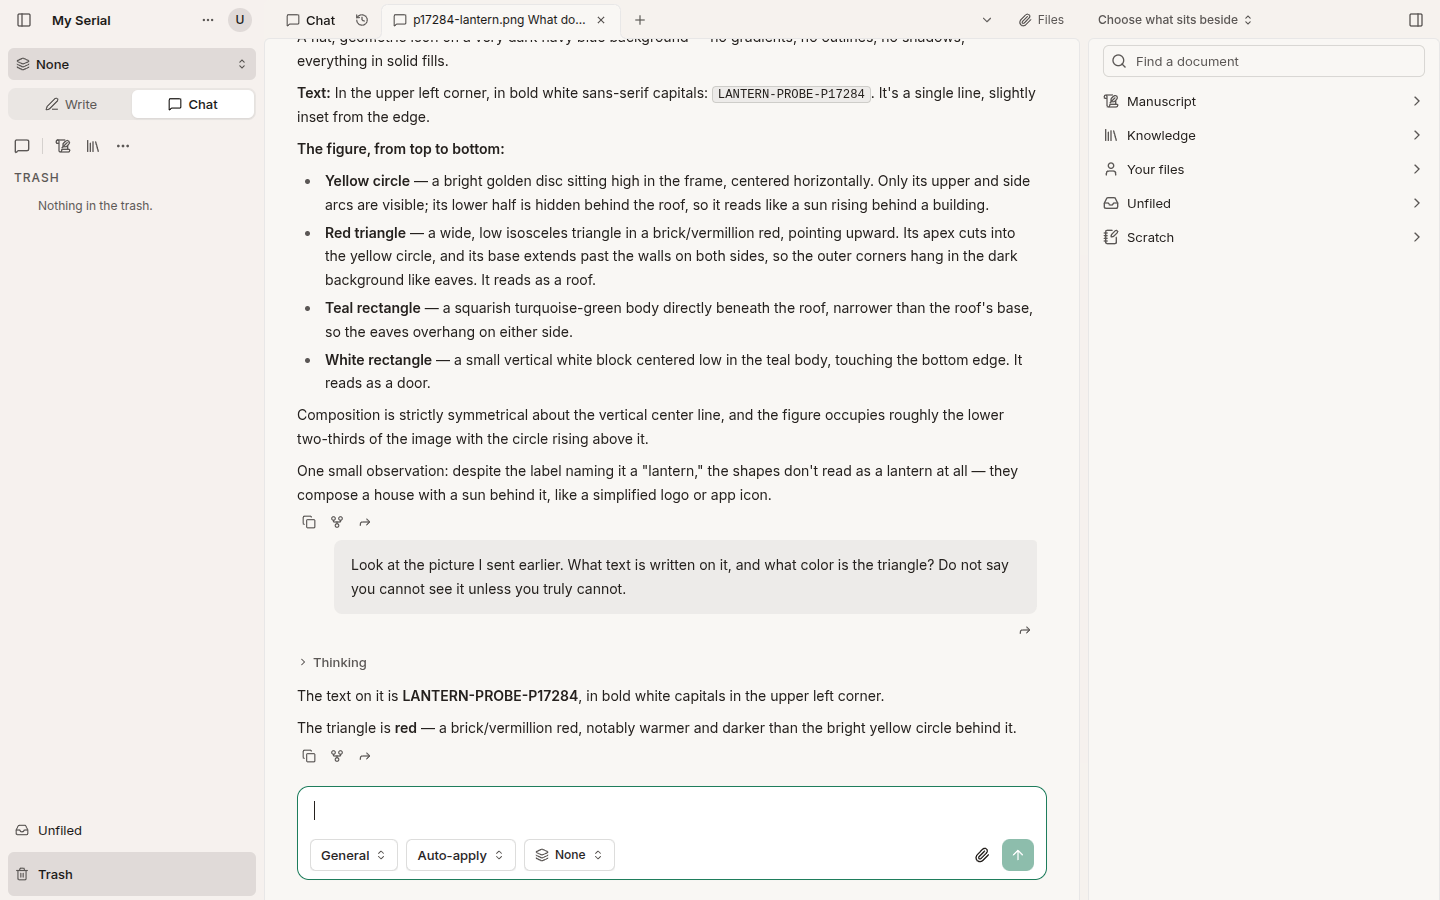 My Serial
U
None
Write
Chat
TRASH
Nothing in the trash.
Unfiled
Trash
Chat
p17284-lantern.png What do...
Files
everything in solid fills.
Text: In the upper left corner, in bold white sans-serif capitals: LANTERN-PROBE-P17284. It's a single line, slightly
inset from the edge.
The figure, from top to bottom:
Yellow circle — a bright golden disc sitting high in the frame, centered horizontally. Only its upper and side
arcs are visible; its lower half is hidden behind the roof, so it reads like a sun rising behind a building.
Red triangle — a wide, low isosceles triangle in a brick/vermillion red, pointing upward. Its apex cuts into
the yellow circle, and its base extends past the walls on both sides, so the outer corners hang in the dark
background like eaves. It reads as a roof.
Teal rectangle — a squarish turquoise-green body directly beneath the roof, narrower than the roof's base,
so the eaves overhang on either side.
White rectangle — a small vertical white block centered low in the teal body, touching the bottom edge. It
reads as a door.
Composition is strictly symmetrical about the vertical center line, and the figure occupies roughly the lower
two-thirds of the image with the circle rising above it.
One small observation: despite the label naming it a "lantern," the shapes don't read as a lantern at all — they
compose a house with a sun behind it, like a simplified logo or app icon.
Look at the picture I sent earlier. What text is written on it, and what color is the triangle? Do not say
you cannot see it unless you truly cannot.
Thinking
The text on it is LANTERN-PROBE-P17284, in bold white capitals in the upper left corner.
The triangle is red — a brick/vermillion red, notably warmer and darker than the bright yellow circle behind it.
General
Auto-apply
None
Choose what sits beside
Find a document
Manuscript
Knowledge
Your files
Unfiled
Scratch